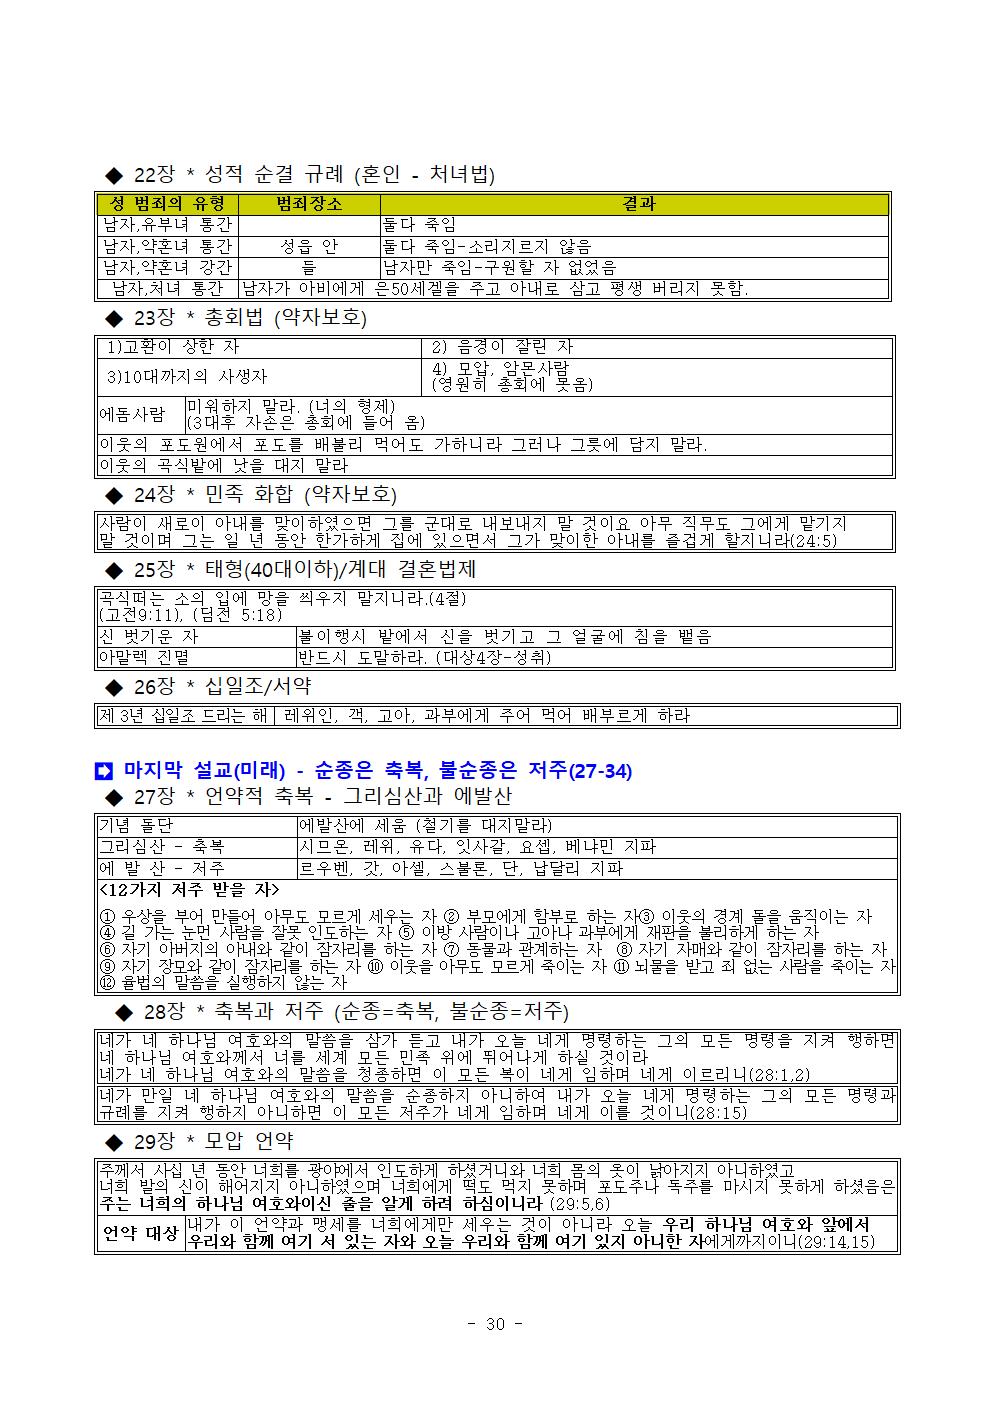 ◆ 22장 * 성적 순결 규례 (혼인 - 처녀법)
성 범죄의 유형 범죄장소 결과
남자,유부녀 통간 둘다 죽임
남자,약혼녀 통간 성읍 안 둘다 죽임-소리지르지 않음
남자,약혼녀 강간 들 남자만 죽임-구원할 자 없었음
남자,처녀 통간 남자가 아비에게 은50세겔을 주고 아내로 삼고 평생 버리지 못함.
◆ 23장 * 총회법 (약자보호)
1)고환이 상한 자 2) 음경이 잘린 자
3)10대까지의 사생자 4) 모압, 암몬사람
(영원히 총회에 못옴)
에돔사람 미워하지 말라. (너의 형제)
(3대후 자손은 총회에 들어 옴)
이웃의 포도원에서 포도를 배불리 먹어도 가하니라 그러나 그릇에 담지 말라.
이웃의 곡식밭에 낫을 대지 말라
◆ 24장 * 민족 화합 (약자보호)
사람이 새로이 아내를 맞이하였으면 그를 군대로 내보내지 말 것이요 아무 직무도 그에게 맡기지
말 것이며 그는 일 년 동안 한가하게 집에 있으면서 그가 맞이한 아내를 즐겁게 할지니라(24:5)
◆ 25장 * 태형(40대이하)/계대 결혼법제
곡식떠는 소의 입에 망을 씌우지 말지니라.(4절)
(고전9:11), (딤전 5:18)
신 벗기운 자 불이행시 밭에서 신을 벗기고 그 얼굴에 침을 뱉음
아말렉 진멸 반드시 도말하라. (대상4장-성취)
◆ 26장 * 십일조/서약
제 3년 십일조 드리는 해 레위인, 객, 고아, 과부에게 주어 먹어 배부르게 하라
➡ 마지막 설교(미래) - 순종은 축복, 불순종은 저주(27-34)
◆ 27장 * 언약적 축복 - 그리심산과 에발산
기념 돌단 에발산에 세움 (철기를 대지말라)
그리심산 - 축복 시므온, 레위, 유다, 잇사갈, 요셉, 베냐민 지파
에 발 산 - 저주 르우벤, 갓, 아셀, 스불론, 단, 납달리 지파
<12가지 저주 받을 자>
① 우상을 부어 만들어 아무도 모르게 세우는 자 ② 부모에게 함부로 하는 자③ 이웃의 경계 돌을 움직이는 자
④ 길 가는 눈먼 사람을 잘못 인도하는 자 ⑤ 이방 사람이나 고아나 과부에게 재판을 불리하게 하는 자
⑥ 자기 아버지의 아내와 같이 잠자리를 하는 자 ⑦ 동물과 관계하는 자 ⑧ 자기 자매와 같이 잠자리를 하는 자
⑨ 자기 장모와 같이 잠자리를 하는 자 ⑩ 이웃을 아무도 모르게 죽이는 자 ⑪ 뇌물을 받고 죄 없는 사람을 죽이는 자
⑫ 율법의 말씀을 실행하지 않는 자
◆ 28장 * 축복과 저주 (순종=축복, 불순종=저주)
네가 네 하나님 여호와의 말씀을 삼가 듣고 내가 오늘 네게 명령하는 그의 모든 명령을 지켜 행하면
네 하나님 여호와께서 너를 세계 모든 민족 위에 뛰어나게 하실 것이라
네가 네 하나님 여호와의 말씀을 청종하면 이 모든 복이 네게 임하며 네게 이르리니(28:1,2)
네가 만일 네 하나님 여호와의 말씀을 순종하지 아니하여 내가 오늘 네게 명령하는 그의 모든 명령과
규례를 지켜 행하지 아니하면 이 모든 저주가 네게 임하며 네게 이를 것이니(28:15)
◆ 29장 * 모압 언약
주께서 사십 년 동안 너희를 광야에서 인도하게 하셨거니와 너희 몸의 옷이 낡아지지 아니하였고
너희 발의 신이 해어지지 아니하였으며 너희에게 떡도 먹지 못하며 포도주나 독주를 마시지 못하게 하셨음은
주는 너희의 하나님 여호와이신 줄을 알게 하려 하심이니라 (29:5,6)
언약 대상 내가 이 언약과 맹세를 너희에게만 세우는 것이 아니라 오늘 우리 하나님 여호와 앞에서
우리와 함께 여기 서 있는 자와 오늘 우리와 함께 여기 있지 아니한 자에게까지이니(29:14,15)
- 30 -